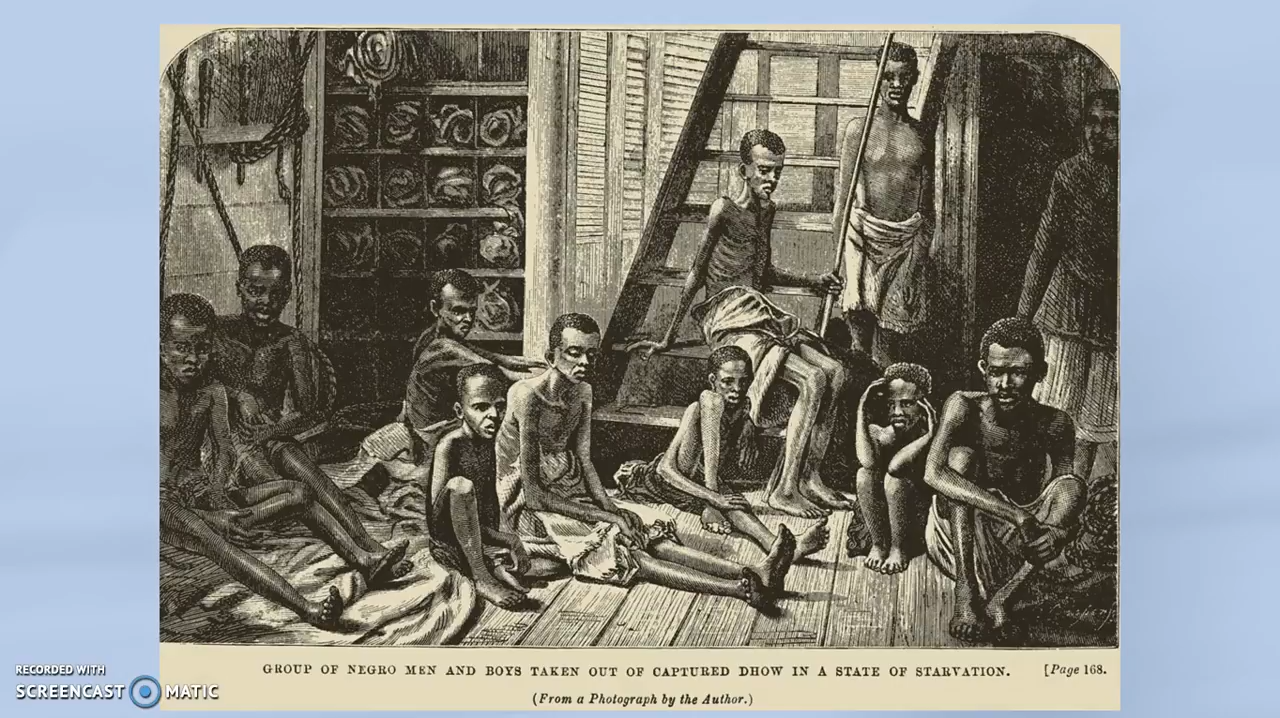 GROUP OF NEGRO MEN AND BOYS TAKEN OUT OF CAPTURED DHOW IN A STATE OF STARVATION. [Page 168.
(From a Photograph by the Author.)
RECORDED WITH
SCREENCAST MATIC